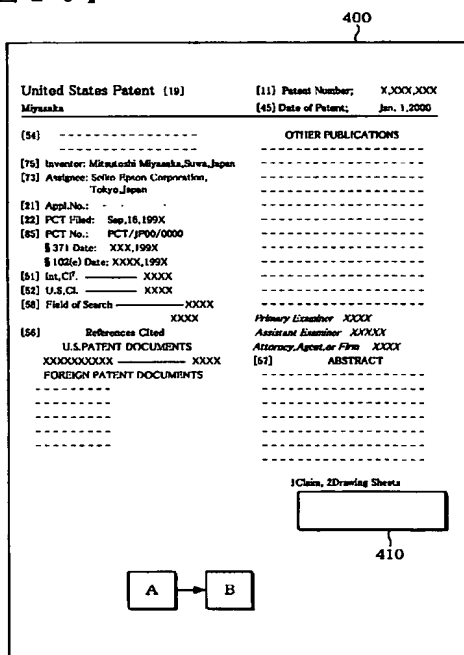 400
United States Patent [19]
Miyasaka
[11] Patent Number; X,XXX,XXX
[45] Date of Patent; Jan. 1,2000
[54]
[75] Inventor: Mitsutoshi Miyasaka,Suwa,Japan
[73] Assignee: Seiko Epson Corporation,
Tokyo,Japan
[21] Appl.No.: - - -
[22] PCT Filed: Sep,16,199X
[85] PCT No.: PCT/JP00/0000
§ 371 Date: XXX,199X
§ 102(e) Date: XXXX,199X
[51] Int,Cl7. ———— XXXX
[52] U.S,Cl. ———— XXXX
[58] Field of Search ————XXXX
XXXX
[56] References Cited
U.S.PATENT DOCUMENTS
XXXXXXXXXX ———— XXXX
FOREIGN PATENT DOCUMENTS
OTHER PUBLICATIONS
Primary Examiner XXXX
Assistant Examiner XXXXX
Attorney,Agent,or Firm XXXX
[57] ABSTRACT
1Claim, 2Drawing Sheets
410
A B